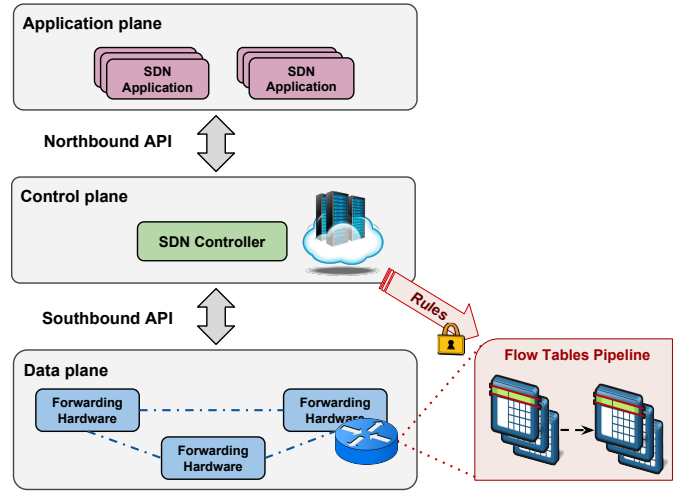 Application plane
SDN
Application
SDN
Application
Northbound API
Control plane
SDN Controller
Rules
Southbound API
Flow Tables Pipeline
Data plane
Forwarding
Hardware
Forwarding
Hardware
Forwarding
Hardware